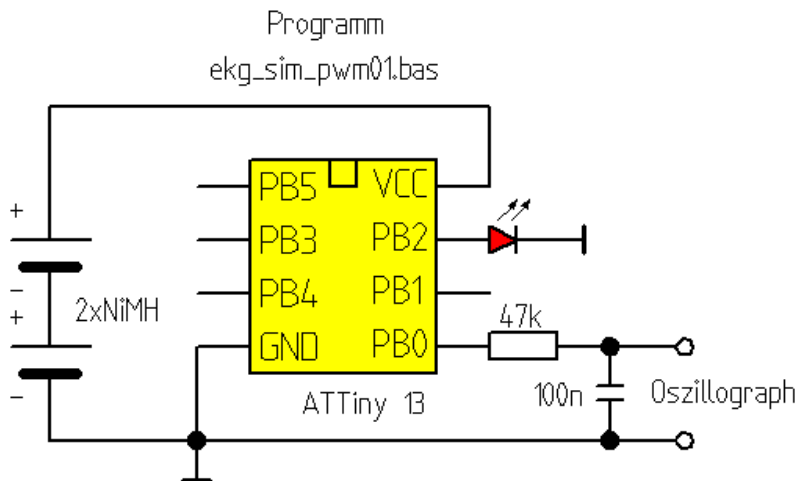 Programm
ekg_sim_pwm01.bas
PB5 VCC
+
PB3 PB2
–
2xNiMH
PB4 PB1
+
47k
GND PB0
–
ATTiny 13
100n
Oszillograph